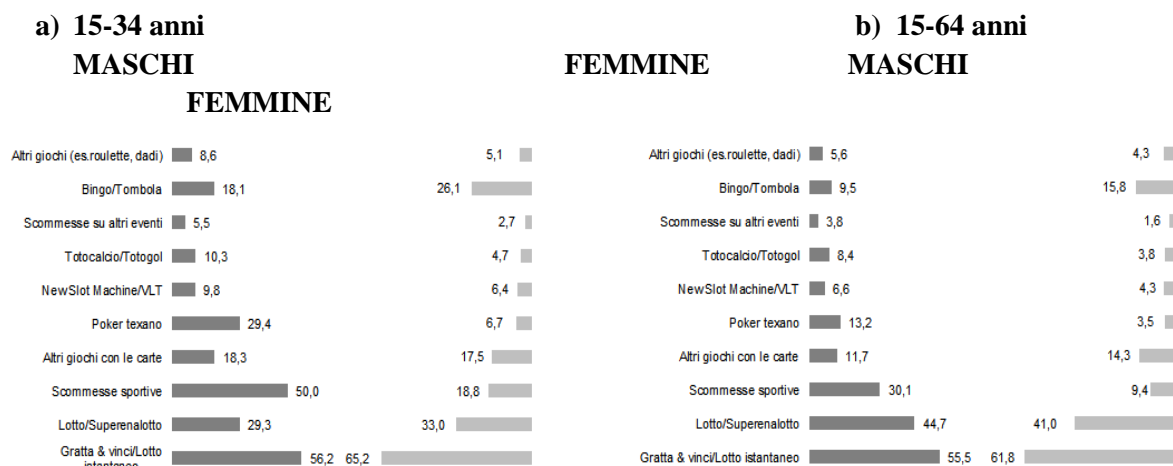 a) 15-34 anni
b) 15-64 anni
MASCHI
FEMMINE
MASCHI
FEMMINE
Altri giochi (es.roulette, dadi) 8,6 5,1
Bingo/Tombola 18,1 26,1
Scommesse su altri eventi 5,5 2,7
Totocalcio/Totogol 10,3 4,7
NewSlot Machine/VLT 9,8 6,4
Poker texano 29,4 6,7
Altri giochi con le carte 18,3 17,5
Scommesse sportive 50,0 18,8
Lotto/Superenalotto 29,3 33,0
Gratta & vinci/Lotto
istantaneo 56,2 65,2
Altri giochi (es.roulette, dadi) 5,6 4,3
Bingo/Tombola 9,5 15,8
Scommesse su altri eventi 3,8 1,6
Totocalcio/Totogol 8,4 3,8
NewSlot Machine/VLT 6,6 4,3
Poker texano 13,2 3,5
Altri giochi con le carte 11,7 14,3
Scommesse sportive 30,1 9,4
Lotto/Superenalotto 44,7 41,0
Gratta & vinci/Lotto istantaneo 55,5 61,8